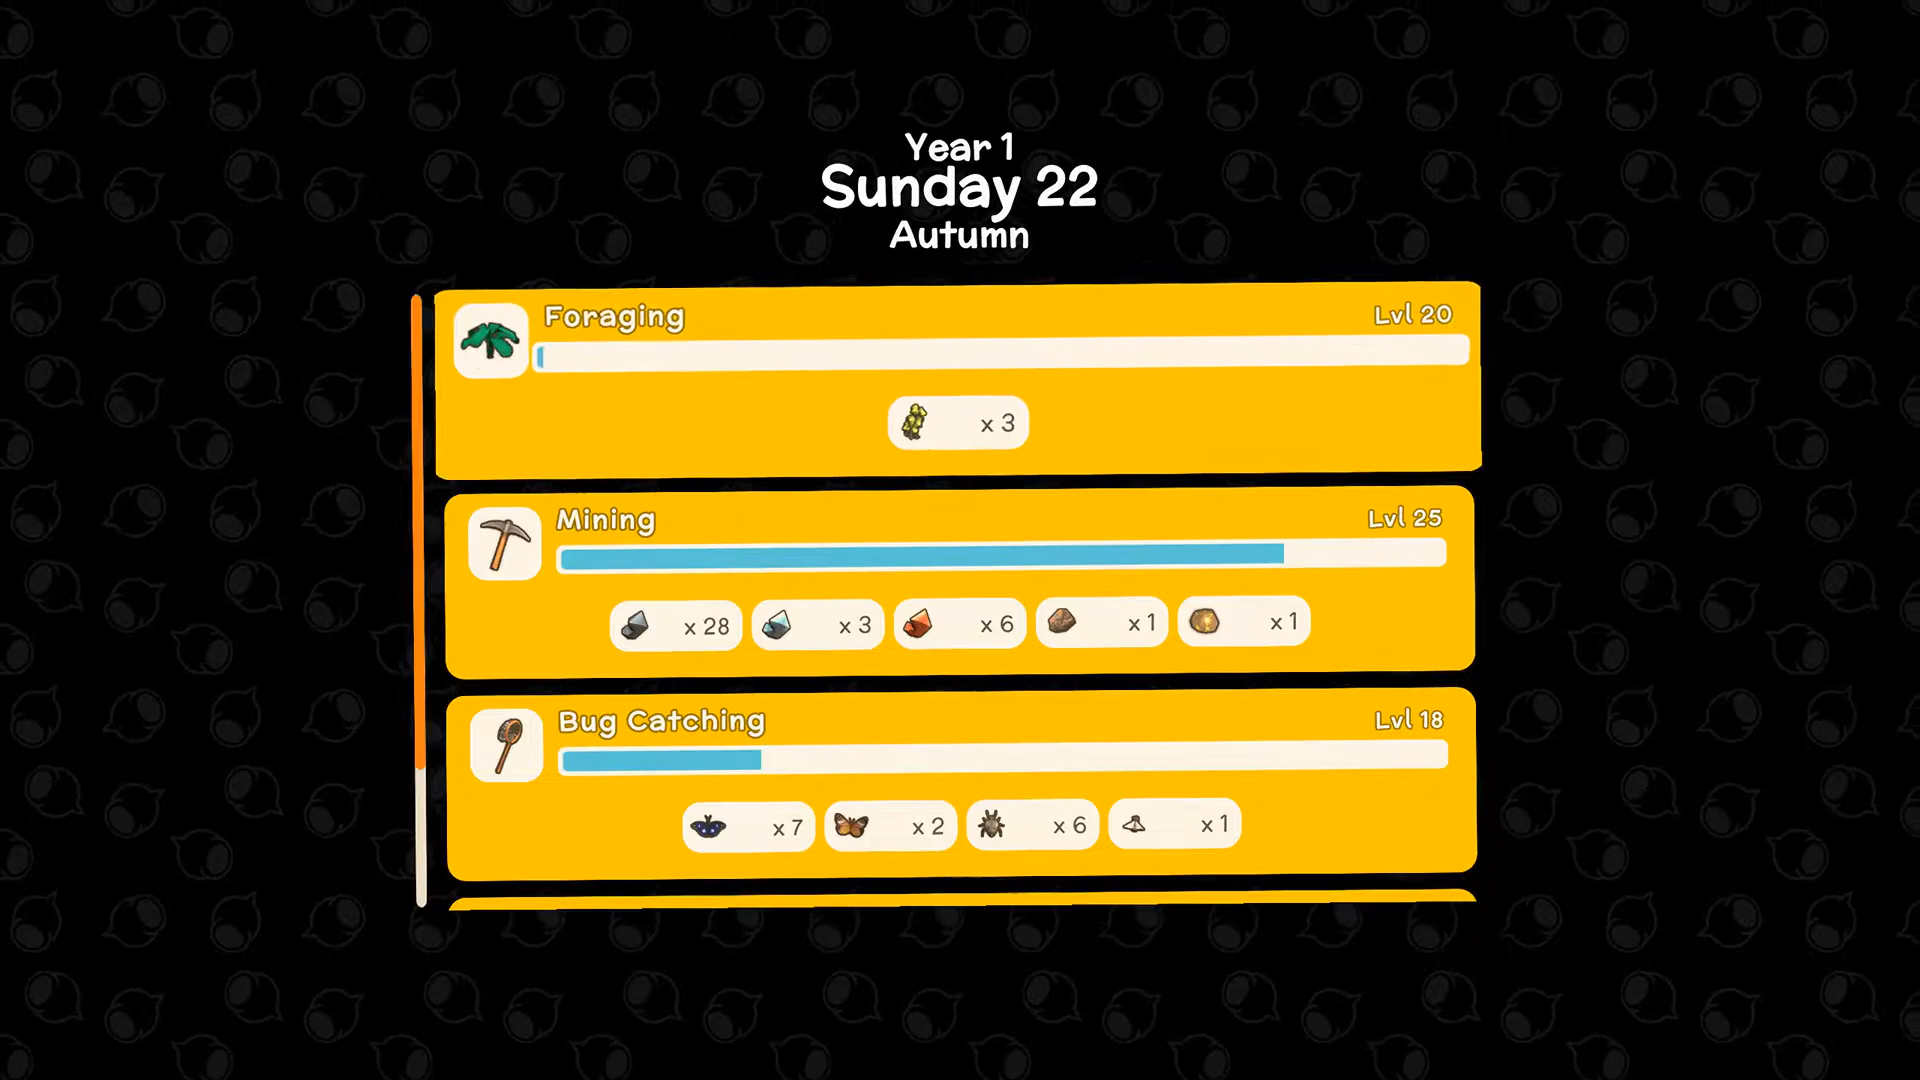 Year 1
Sunday 22
Autumn
Foraging
Lvl 20
x 3
Mining
Lvl 25
x 28
x 3
x 6
x 1
x 1
Bug Catching
Lvl 18
x 7
x 2
x 6
x 1